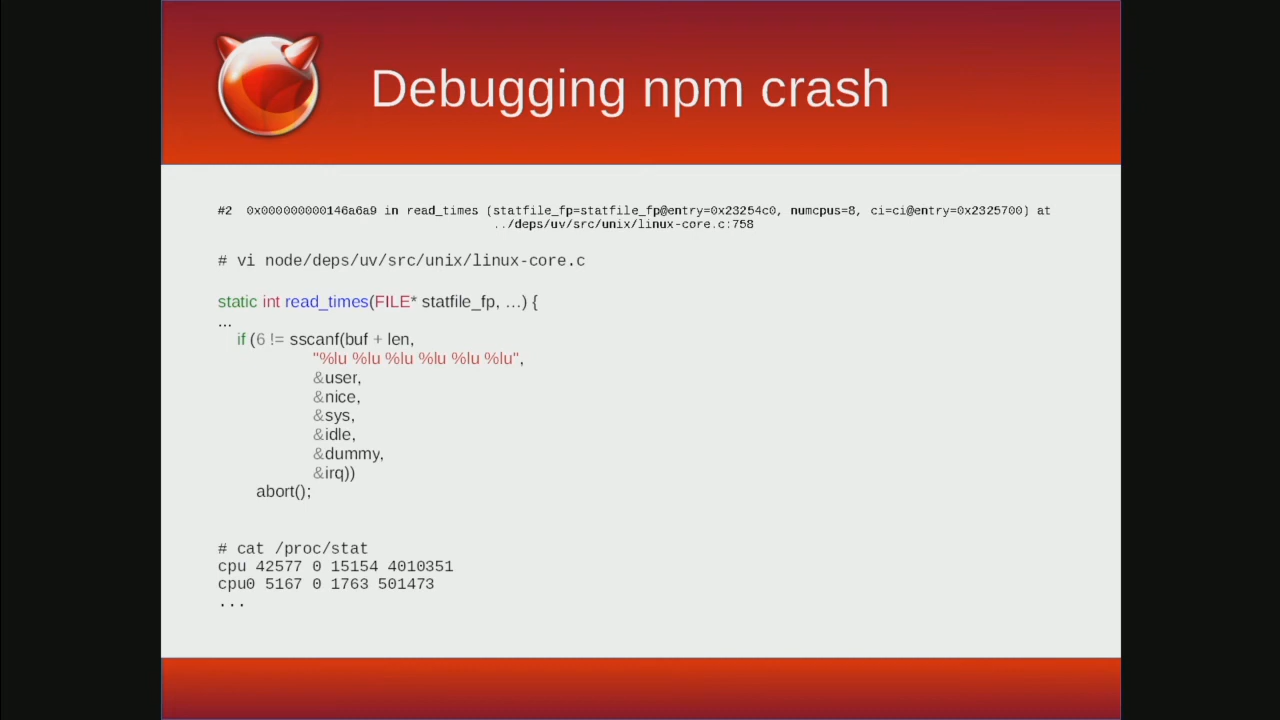 Debugging npm crash
#2  0x000000000146a6a9 in read_times (statfile_fp=statfile_fp@entry=0x23254c0, numcpus=8, ci=ci@entry=0x2325700) at
../deps/uv/src/unix/linux-core.c:758
# vi node/deps/uv/src/unix/linux-core.c
static int read_times(FILE* statfile_fp, …) {
...
if (6 != sscanf(buf + len,
"%lu %lu %lu %lu %lu %lu",
&user,
&nice,
&sys,
&idle,
&dummy,
&irq))
abort();
# cat /proc/stat
cpu 42577 0 15154 4010351
cpu0 5167 0 1763 501473
...